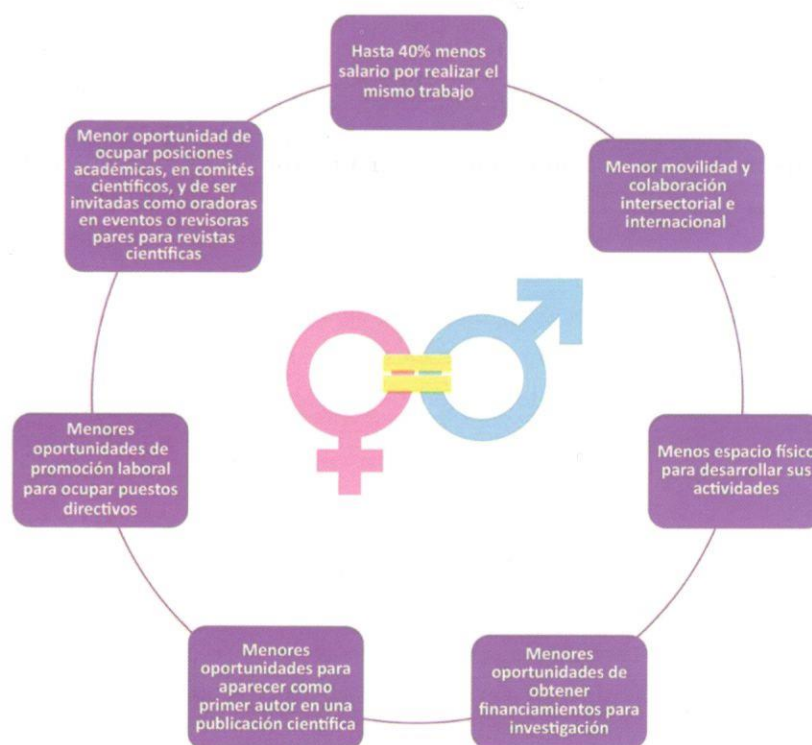 Hasta 40% menos
salario por realizar el
mismo trabajo
Menor movilidad y
colaboración
intersectorial e
internacional
Menos espacio físico
para desarrollar sus
actividades
Menores
oportunidades de
obtener
financiamientos para
investigación
Menores
oportunidades para
aparecer como
primer autor en una
publicación científica
Menores
oportunidades de
promoción laboral
para ocupar puestos
directivos
Menor oportunidad de
ocupar posiciones
académicas, en comités
científicos, y de ser
invitadas como oradoras
en eventos o revisoras
pares para revistas
científicas